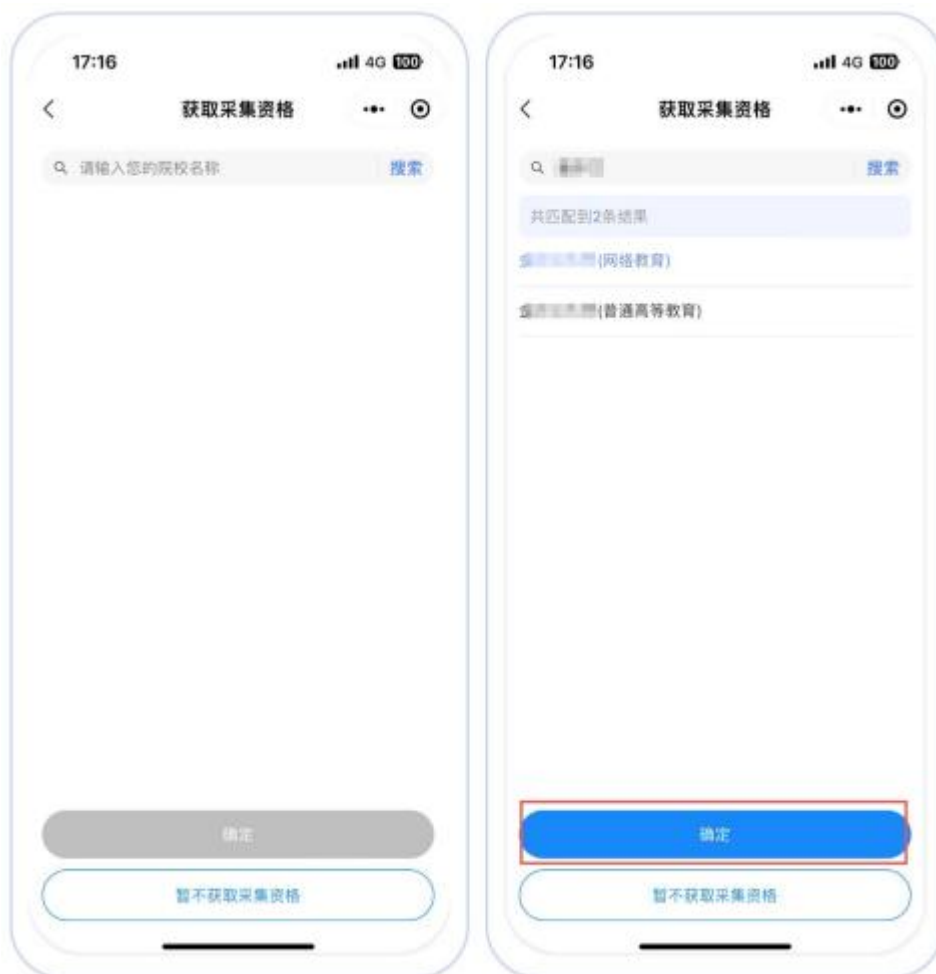 17:16
4G 100
获取采集资格
请输入您的院校名称
搜索
确定
暂不获取采集资格
17:16
4G 100
获取采集资格
搜索
共匹配到2条结果
(网络教育)
(普通高等教育)
确定
暂不获取采集资格